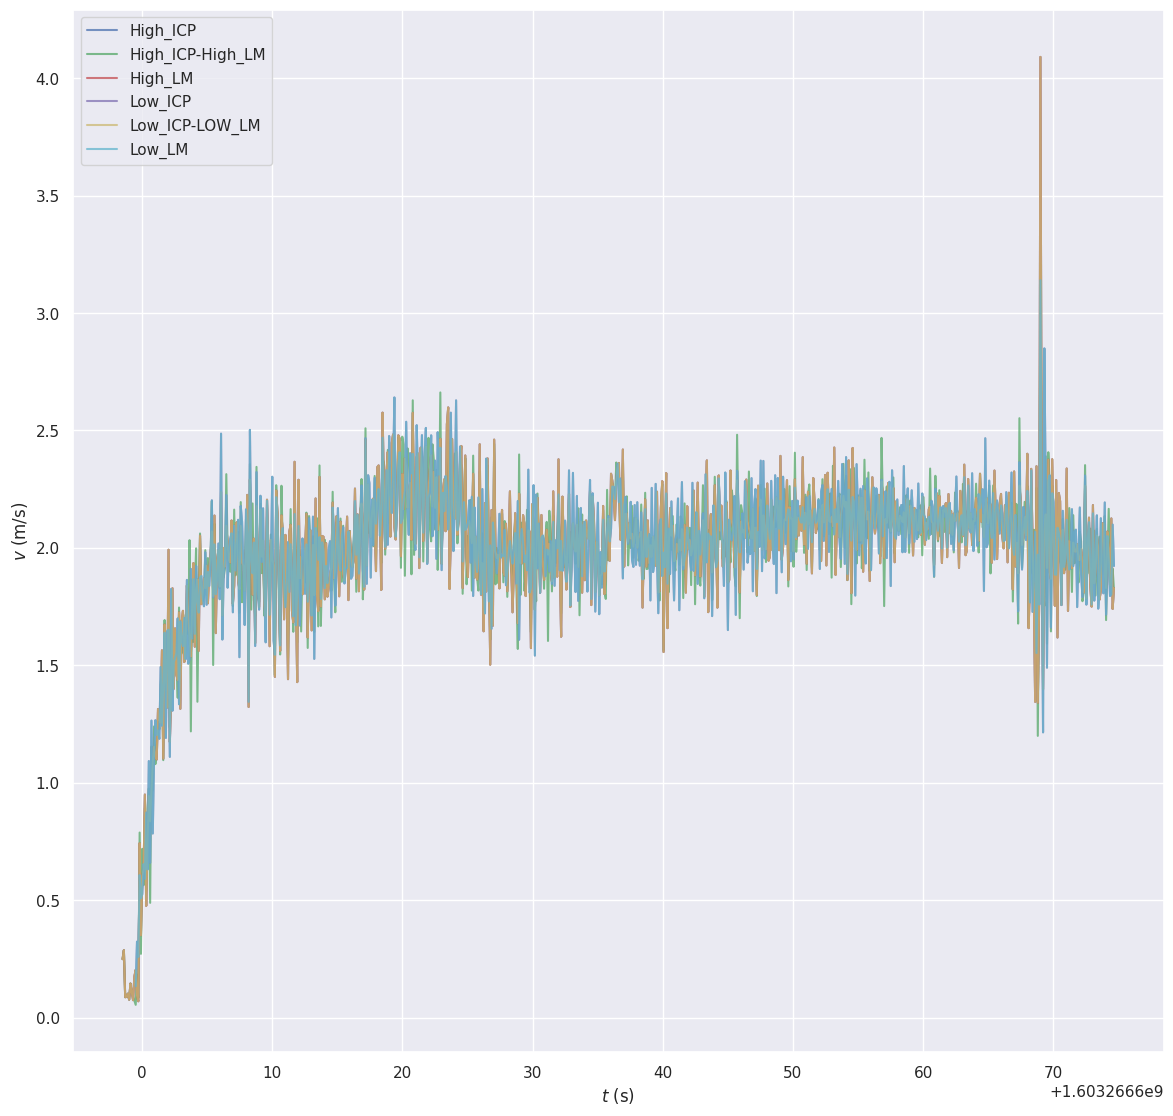 High_ICP
High_ICP-High_LM
High_LM
Low_ICP
Low_ICP-LOW_LM
Low_LM
4.0
3.5
3.0
2.5
2.0
1.5
1.0
0.5
0.0
v (m/s)
0 10 20 30 40 50 60 70
t (s)
+1.6032666e9